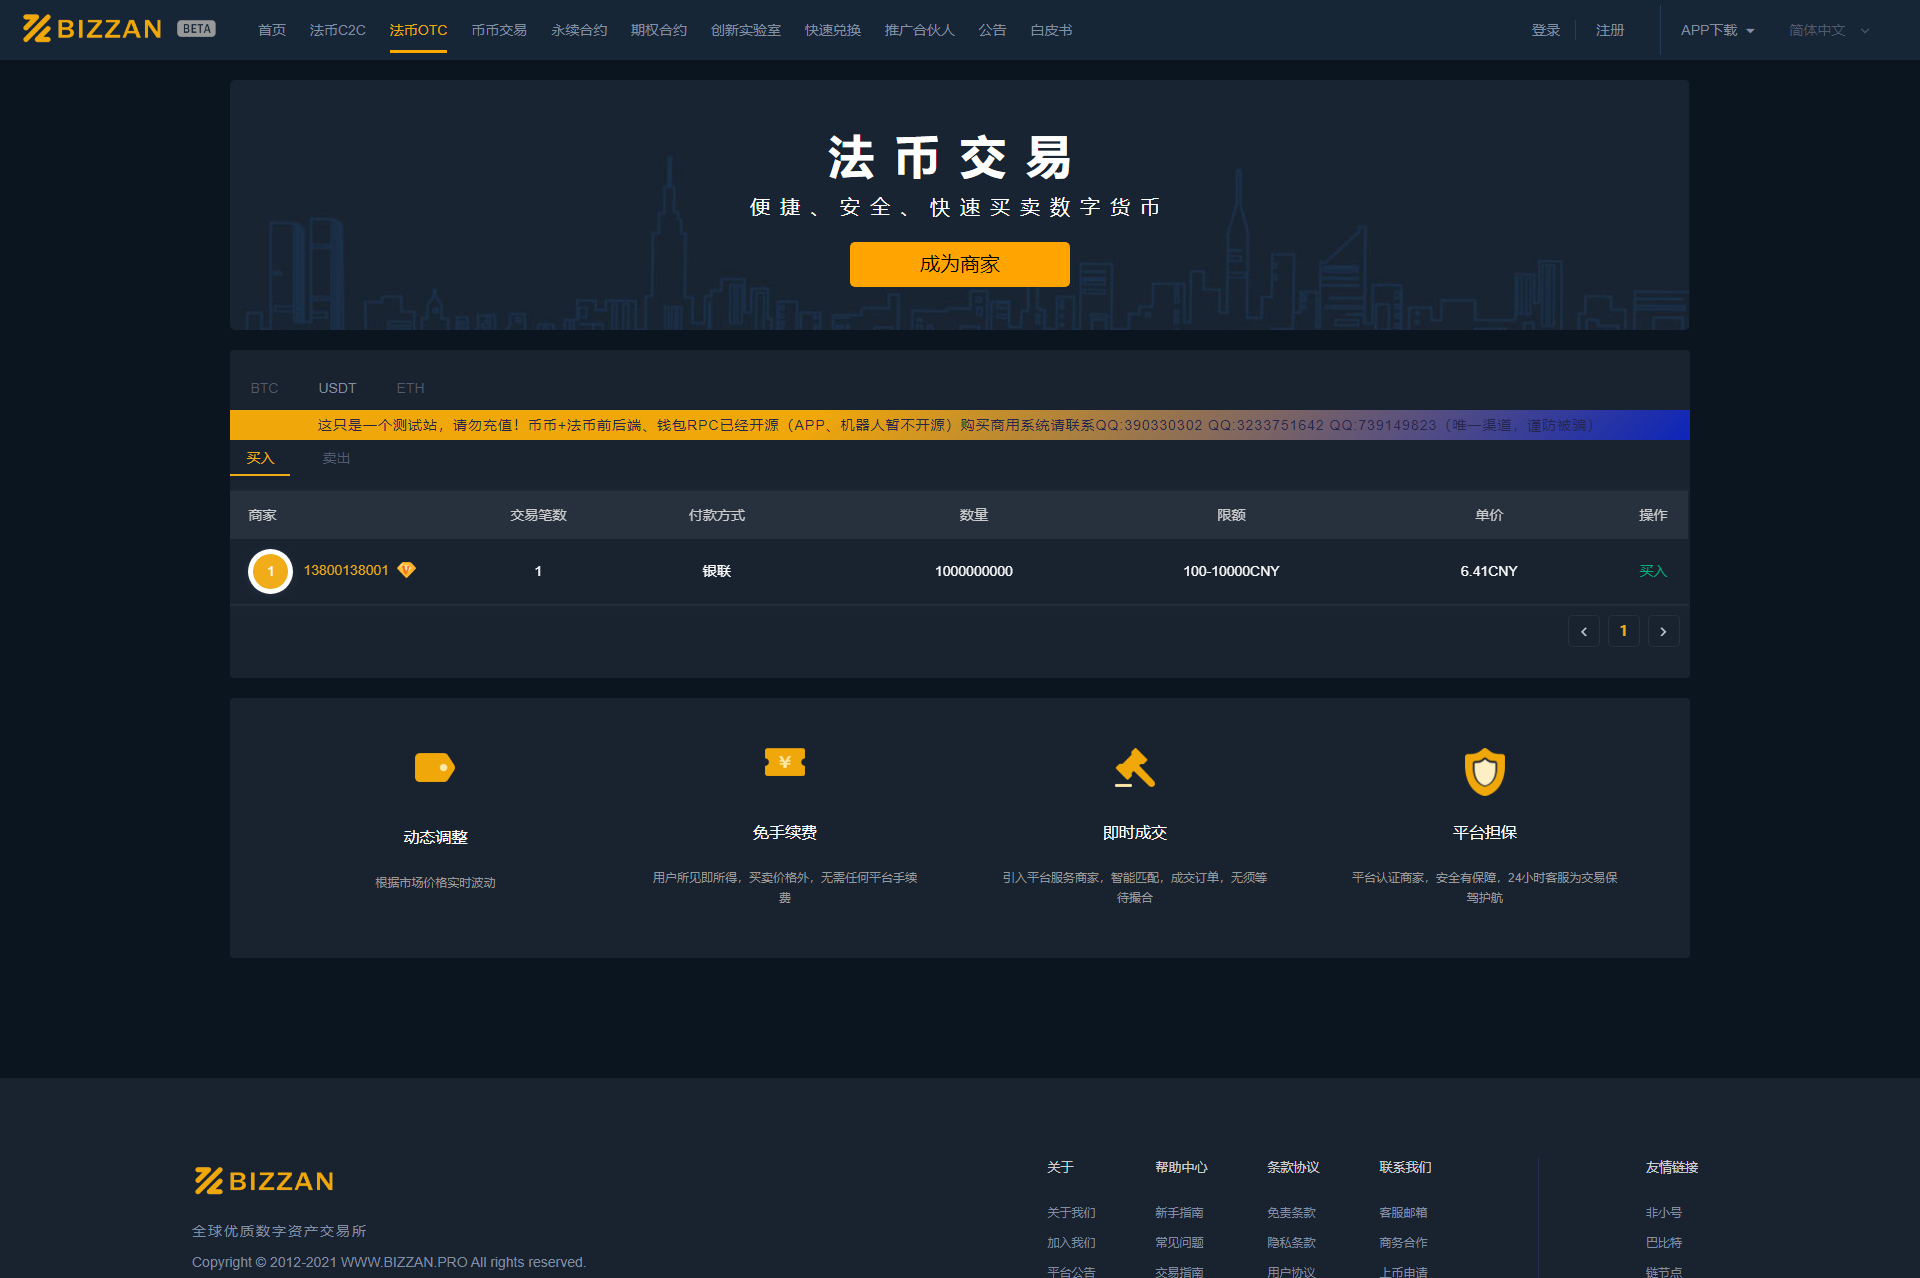 BIZZAN BETA 首页 法币C2C 法币OTC 币币交易 永续合约 期权合约 创新实验室 快速兑换 推广合伙人 公告 白皮书 登录 注册 APP下载 简体中文
法币交易
便捷、安全、快速买卖数字货币
成为商家
BTC USDT ETH
这只是一个测试站，请勿充值！币币+法币前后端、钱包RPC已经开源（APP、机器人暂不开源）购买商用系统请联系QQ:390330302 QQ:3233751642 QQ:739149823（唯一渠道，谨防被骗）
买入 卖出
商家 交易笔数 付款方式 数量 限额 单价 操作
1 13800138001 1 银联 1000000000 100-10000CNY 6.41CNY 买入
1
¥
动态调整 免手续费 即时成交 平台担保
根据市场价格实时波动
用户所见即所得，买卖价格外，无需任何平台手续
费
引入平台服务商家，智能匹配，成交订单，无须等
待撮合
平台认证商家，安全有保障，24小时客服为交易保
驾护航
BIZZAN
全球优质数字资产交易所
Copyright © 2012-2021 WWW.BIZZAN.PRO All rights reserved.
关于 帮助中心 条款协议 联系我们 友情链接
关于我们 新手指南 免责条款 客服邮箱 非小号
加入我们 常见问题 隐私条款 商务合作 巴比特
平台公告 交易指南 用户协议 上币申请 链节点